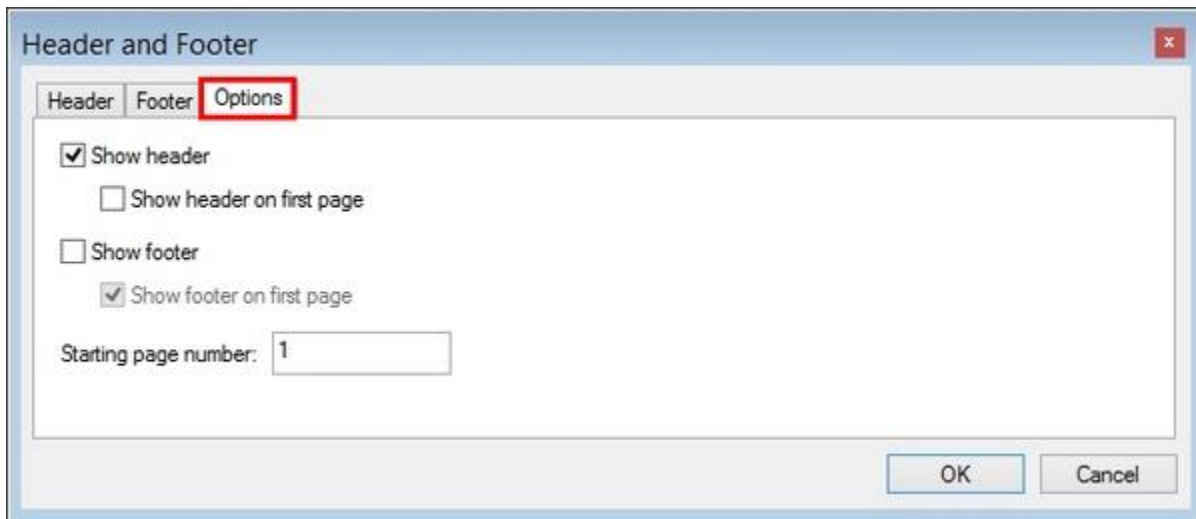 Header and Footer
x
Header Footer Options
Show header
Show header on first page
Show footer
Show footer on first page
Starting page number: 1
OK Cancel